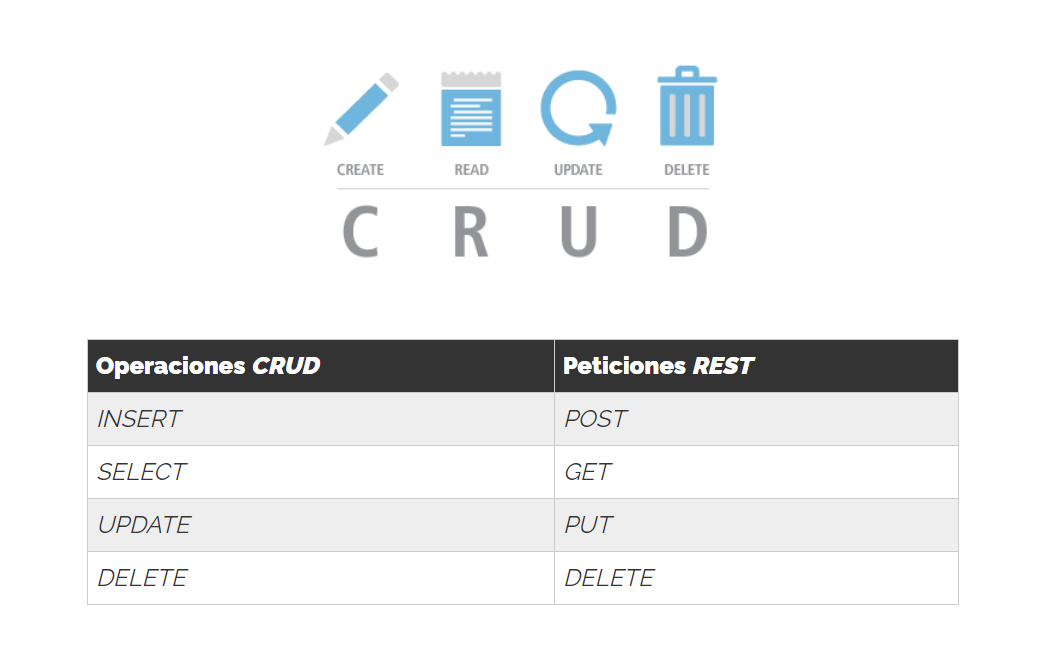 CREATE READ UPDATE DELETE
C R U D
Operaciones CRUD Peticiones REST
INSERT POST
SELECT GET
UPDATE PUT
DELETE DELETE